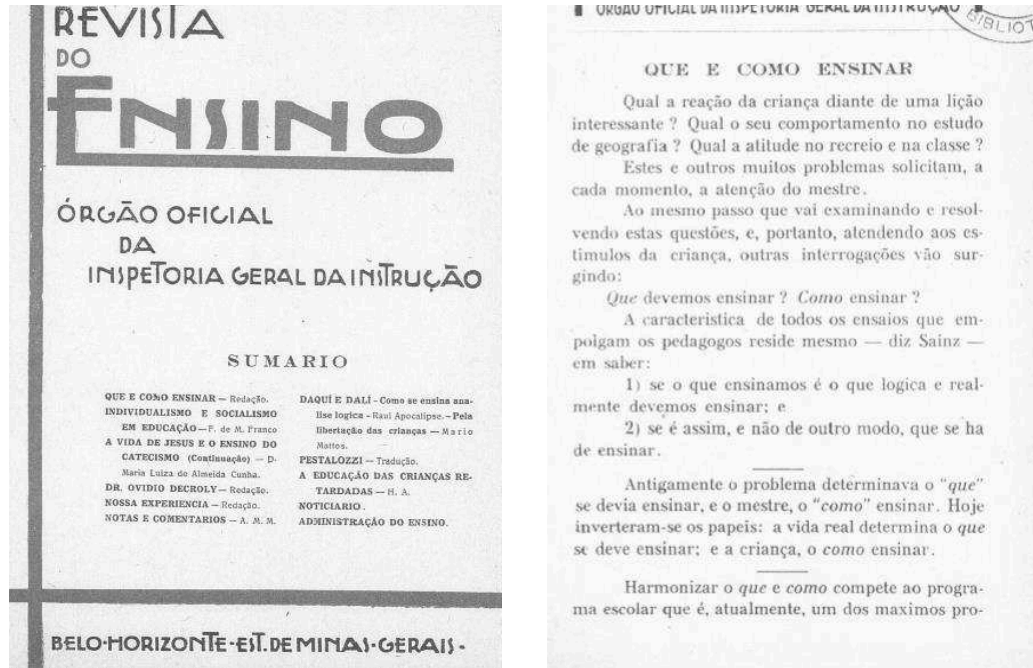 REVISTA
DO
ENSINO
ÓRGÃO OFICIAL
DA
INSPETORIA GERAL DA INSTRUÇÃO
SUMARIO
QUE E COMO ENSINAR — Redação.
INDIVIDUALISMO E SOCIALISMO
EM EDUCAÇÃO — F. de M. Franco
A VIDA DE JESUS E O ENSINO DO
CATECISMO (Continuação) — D.
Maria Luiza de Almeida Cunha.
DR. OVIDIO DECROLY — Redação.
NOSSA EXPERIENCIA — Redação.
NOTAS E COMENTARIOS — A. M. M.
DAQUÍ E DALÍ - Como se ensina ana-
lise logica - Raul Apocalipse. — Pela
libertação das crianças — Mario
Mattos.
PESTALOZZI — Tradução.
A EDUCAÇÃO DAS CRIANÇAS RE-
TARDADAS — H. A.
NOTICIARIO.
ADMINISTRAÇÃO DO ENSINO.
BELO-HORIZONTE-EST. DE MINAS-GERAIS-
ORGÃO OFICIAL DA INSPETORIA GERAL DA INSTRUÇÃO
BIBLIOT
QUE E COMO ENSINAR
Qual a reação da criança diante de uma lição
interessante ? Qual o seu comportamento no estudo
de geografia ? Qual a atitude no recreio e na classe ?
Estes e outros muitos problemas solicitam, a
cada momento, a atenção do mestre.
Ao mesmo passo que vai examinando e resol-
vendo estas questões, e, portanto, atendendo aos es-
timulos da criança, outras interrogações vão sur-
gindo:
Que devemos ensinar ? Como ensinar ?
A caracteristica de todos os ensaios que em-
polgam os pedagogos reside mesmo — diz Sainz —
em saber:
1) se o que ensinamos é o que logica e real-
mente devemos ensinar; e
2) se é assim, e não de outro modo, que se ha
de ensinar.
Antigamente o problema determinava o "que"
se devia ensinar, e o mestre, o "como" ensinar. Hoje
inverteram-se os papeis: a vida real determina o que
se deve ensinar; e a criança, o como ensinar.
Harmonizar o que e como compete ao progra-
ma escolar que é, atualmente, um dos maximos pro-